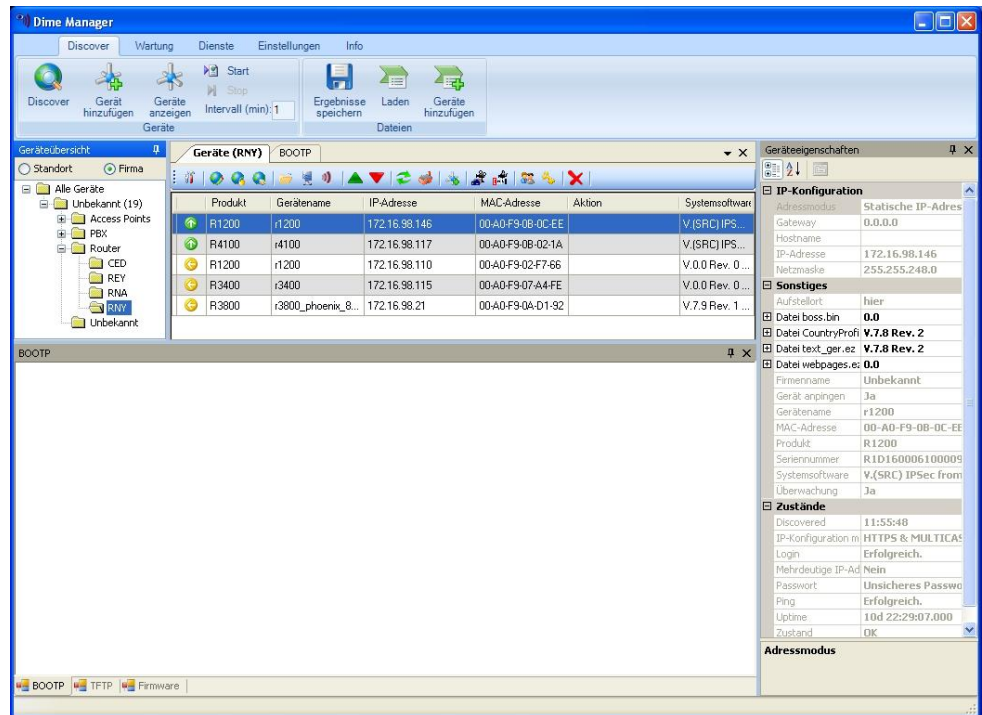 Dime Manager
Discover Wartung Dienste Einstellungen Info
Discover
Gerät hinzufügen
Geräte anzeigen
Start
Stop
Intervall (min): 1
Geräte
Ergebnisse speichern
Laden
Geräte hinzufügen
Dateien
Geräteübersicht
Standort Firma
Alle Geräte
Unbekannt (19)
Access Points
PBX
Router
CED
REY
RNA
RNY
Unbekannt
Geräte (RNY) BOOTP
Produkt Gerätename IP-Adresse MAC-Adresse Aktion Systemsoftware
R1200 r1200 172.16.98.146 00-A0-F9-0B-0C-EE V.(SRC) IPS...
R4100 r4100 172.16.98.117 00-A0-F9-0B-02-1A V.(SRC) IPS...
R1200 r1200 172.16.98.110 00-A0-F9-02-F7-66 V.0.0 Rev. 0 ...
R3400 r3400 172.16.98.115 00-A0-F9-07-A4-FE V.0.0 Rev. 0 ...
R3800 r3800_phoenix_8... 172.16.98.21 00-A0-F9-0A-D1-92 V.7.9 Rev. 1 ...
BOOTP
BOOTP TFTP Firmware
Geräteeigenschaften
IP-Konfiguration
Adressmodus Statische IP-Adres
Gateway 0.0.0.0
Hostname
IP-Adresse 172.16.98.146
Netzmaske 255.255.248.0
Sonstiges
Aufstellort hier
Datei boss.bin 0.0
Datei CountryProfi V.7.8 Rev. 2
Datei text_ger.ez V.7.8 Rev. 2
Datei webpages.ez 0.0
Firmenname Unbekannt
Gerät anpingen Ja
Gerätename r1200
MAC-Adresse 00-A0-F9-0B-0C-EE
Produkt R1200
Seriennummer R1D160006100009
Systemsoftware V.(SRC) IPSec from
Überwachung Ja
Zustände
Discovered 11:55:48
IP-Konfiguration m HTTPS & MULTICAS
Login Erfolgreich.
Mehrdeutige IP-Ad Nein
Passwort Unsicheres Passwo
Ping Erfolgreich.
Uptime 10d 22:29:07.000
Zustand OK
Adressmodus